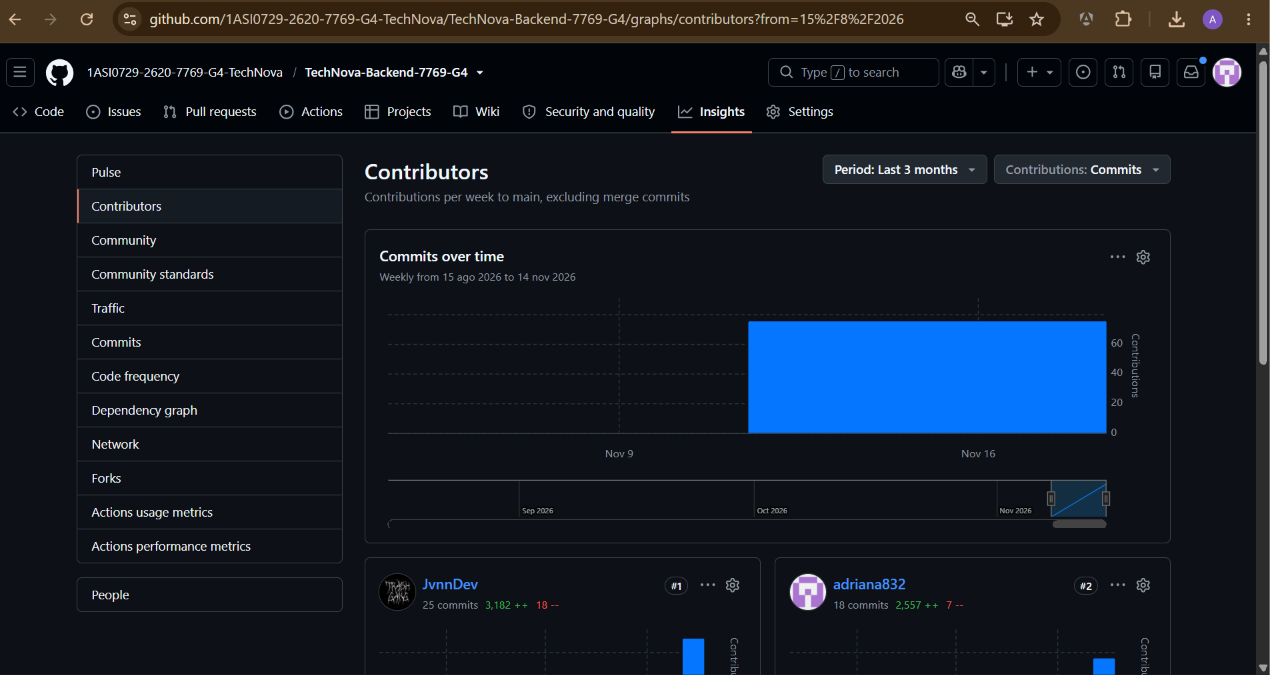 github.com/1ASI0729-2620-7769-G4-TechNova/TechNova-Backend-7769-G4/graphs/contributors?from=15%2F8%2F2026
A
1ASI0729-2620-7769-G4-TechNova / TechNova-Backend-7769-G4
Type / to search
Code
Issues
Pull requests
Actions
Projects
Wiki
Security and quality
Insights
Settings
Pulse
Contributors
Community
Community standards
Traffic
Commits
Code frequency
Dependency graph
Network
Forks
Actions usage metrics
Actions performance metrics
People
Contributors
Period: Last 3 months
Contributions: Commits
Contributions per week to main, excluding merge commits
Commits over time
Weekly from 15 ago 2026 to 14 nov 2026
60
40
20
0
Contributions
Nov 9
Nov 16
Sep 2026
Oct 2026
Nov 2026
JvnnDev
#1
25 commits 3,182 ++ 18 --
Contribu
adriana832
#2
18 commits 2,557 ++ 7 --
Contribu